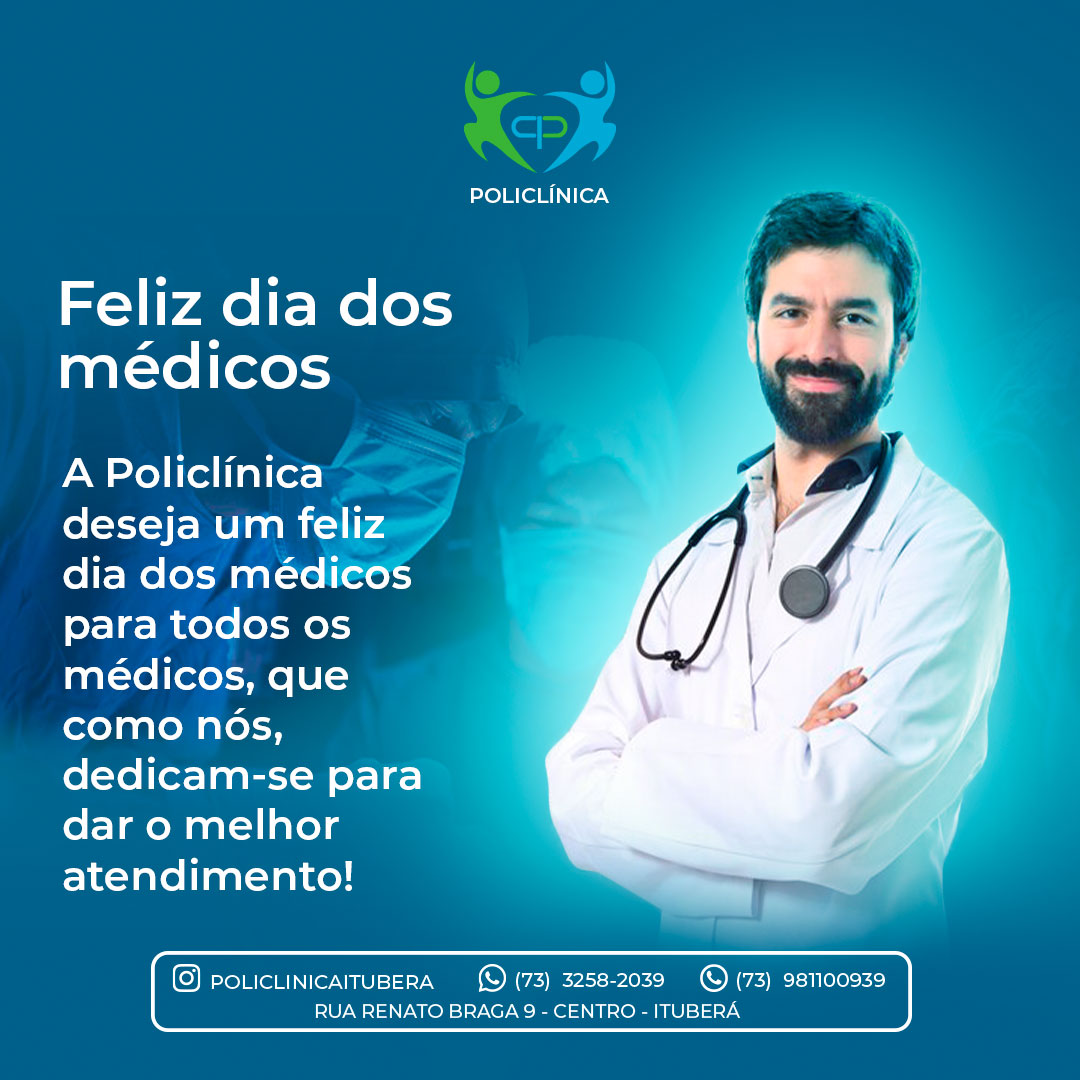 CP
POLICLÍNICA
Feliz dia dos
médicos
A Policlínica
deseja um feliz
dia dos médicos
para todos os
médicos, que
como nós,
dedicam-se para
dar o melhor
atendimento!
POLICLINICAITUBERA (73) 3258-2039 (73) 981100939
RUA RENATO BRAGA 9 - CENTRO - ITUBERÁ